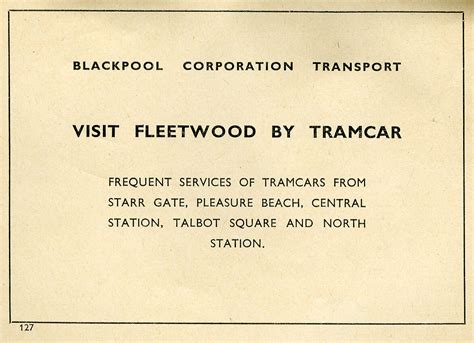 BLACKPOOL CORPORATION TRANSPORT
VISIT FLEETWOOD BY TRAMCAR
FREQUENT SERVICES OF TRAMCARS FROM
STARR GATE, PLEASURE BEACH, CENTRAL
STATION, TALBOT SQUARE AND NORTH
STATION.
127